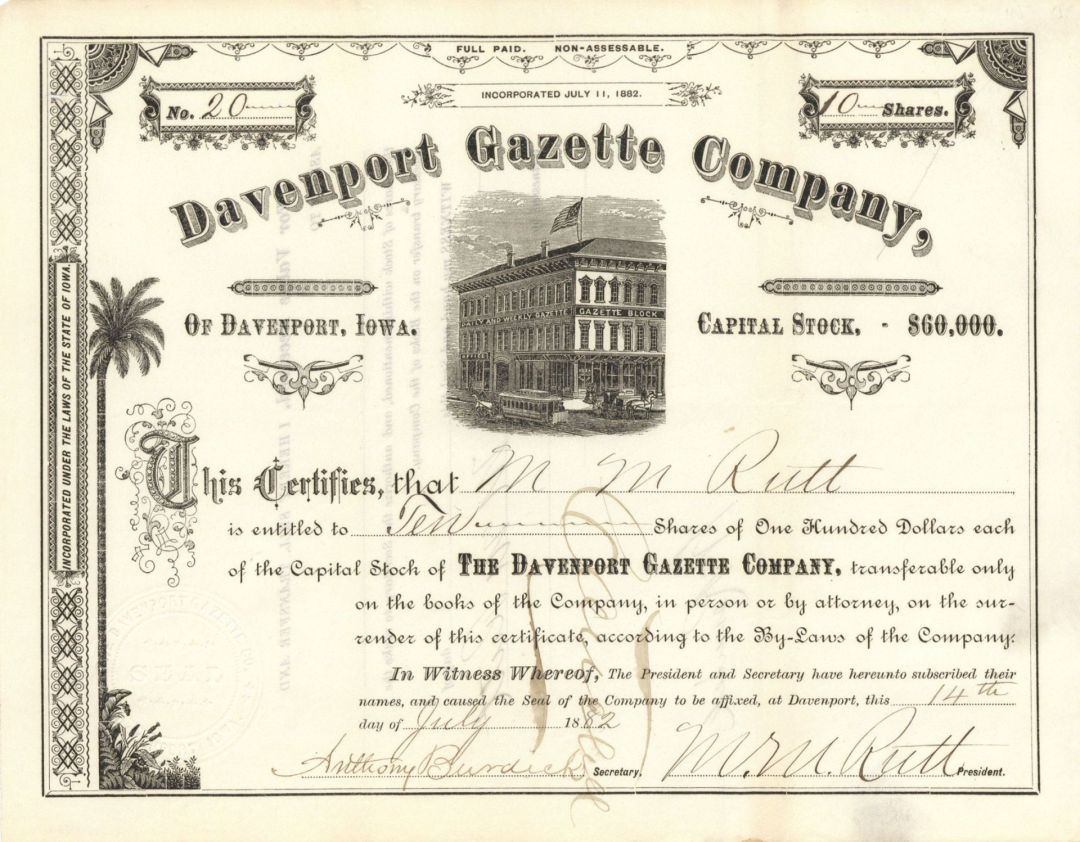 FULL PAID. NON-ASSESSABLE.
No. 20
INCORPORATED JULY 11, 1882.
10 Shares.
Davenport Gazette Company,
OF DAVENPORT, IOWA.
DAILY AND WEEKLY GAZETTE
GAZETTE BLOCK
CAPITAL STOCK, - $60,000.
INCORPORATED UNDER THE LAWS OF THE STATE OF IOWA.
This Certifies, that M M Rutt
is entitled to Ten Shares of One Hundred Dollars each
of the Capital Stock of THE DAVENPORT GAZETTE COMPANY, transferable only
on the books of the Company, in person or by attorney, on the sur-
render of this certificate, according to the By-Laws of the Company.
In Witness Whereof, The President and Secretary have hereunto subscribed their
names, and caused the Seal of the Company to be affixed, at Davenport, this 14th
day of July 1882
Anthony Burdick Secretary, M. M. Rutt President.